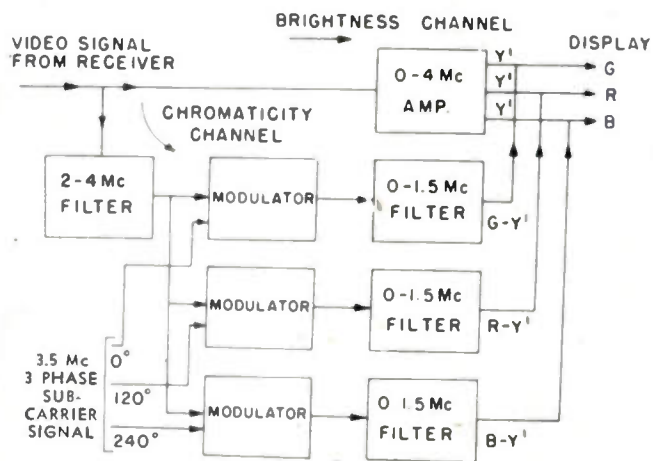 BRIGHTNESS CHANNEL
VIDEO SIGNAL
FROM RECEIVER
DISPLAY
Y'
G
0-4 Mc
AMP.
Y'
R
Y'
B
CHROMATICITY
CHANNEL
2-4 Mc
FILTER
MODULATOR
0-1.5 Mc
FILTER
G-Y'
MODULATOR
0-1.5 Mc
FILTER
R-Y'
3.5 Mc
3 PHASE
SUB-
CARRIER
SIGNAL
0°
120°
240°
MODULATOR
0 1.5 Mc
FILTER
B-Y'